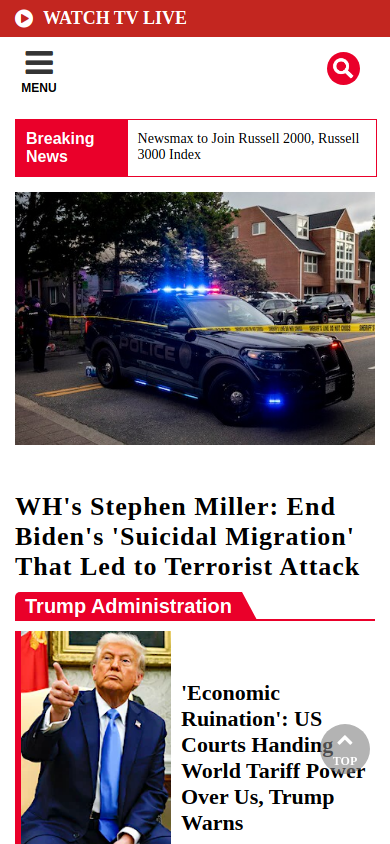 WATCH TV LIVE
MENU
Breaking
News
Newsmax to Join Russell 2000, Russell
3000 Index
POLICE
WH's Stephen Miller: End
Biden's 'Suicidal Migration'
That Led to Terrorist Attack
Trump Administration
'Economic
Ruination': US
Courts Handing
World Tariff Power
Over Us, Trump
Warns
TOP